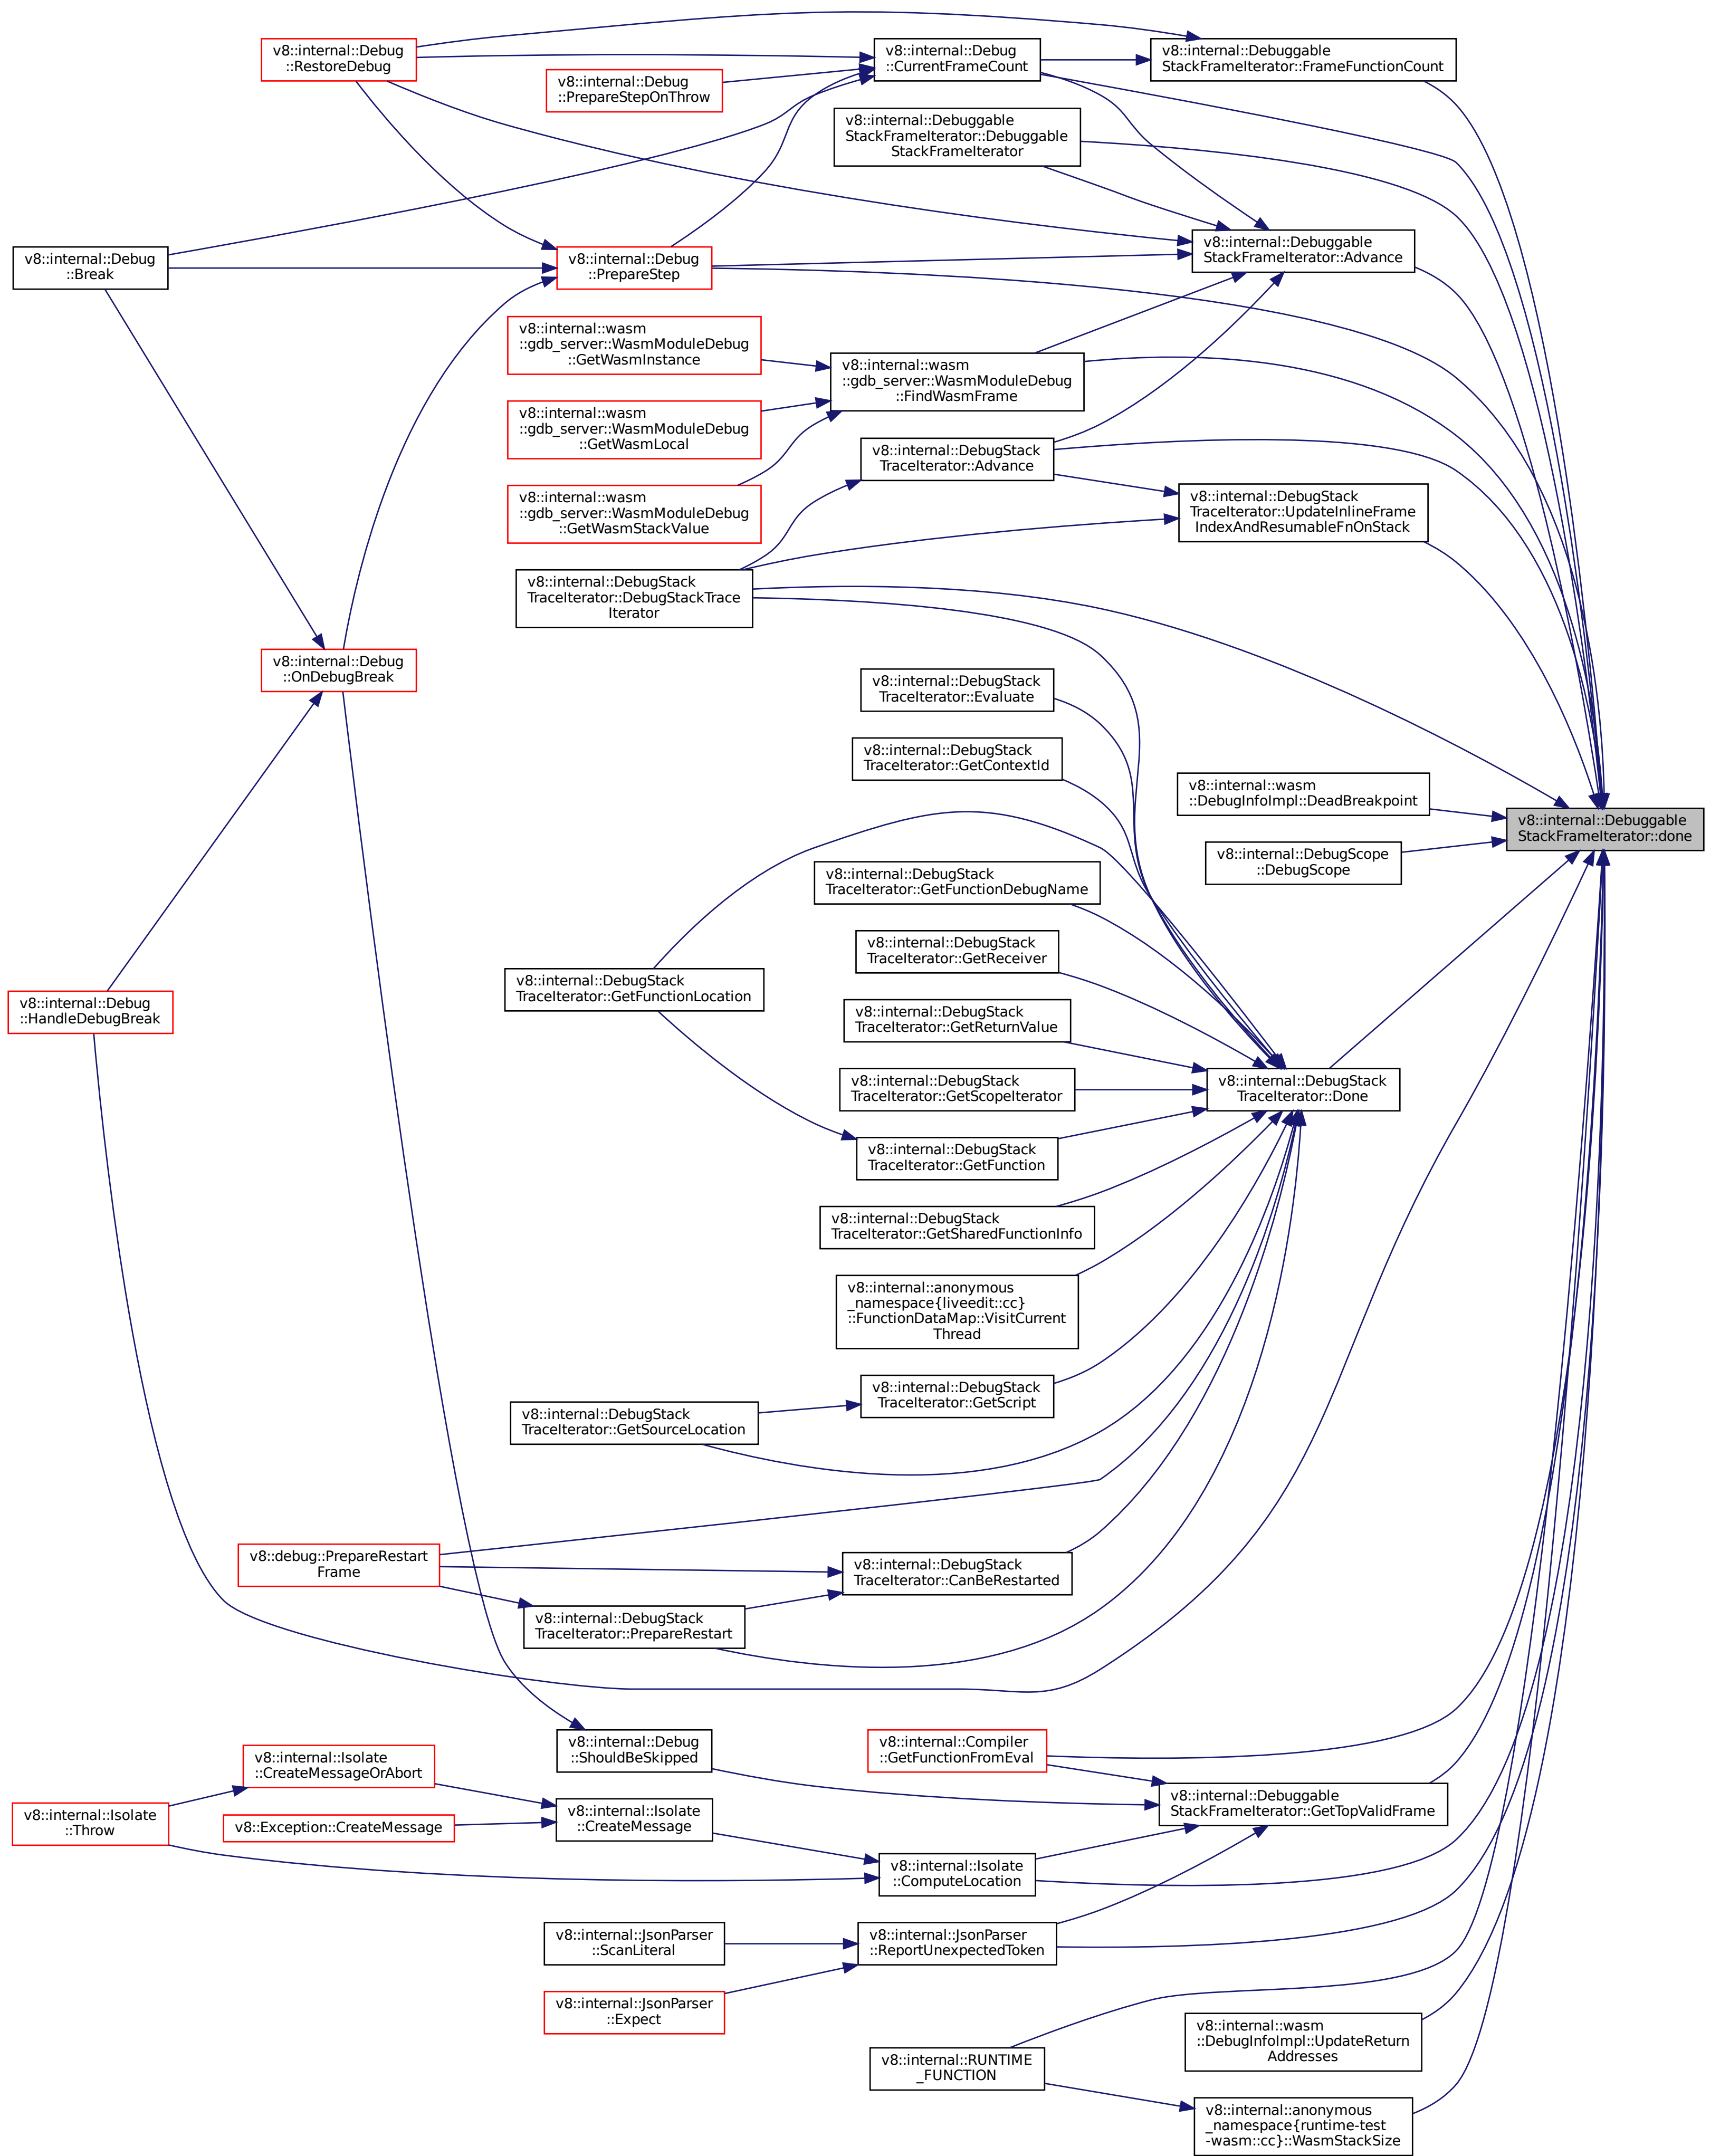 v8::internal::Debug
::RestoreDebug
v8::internal::Debug
::CurrentFrameCount
v8::internal::Debuggable
StackFrameIterator::FrameFunctionCount
v8::internal::Debug
::PrepareStepOnThrow
v8::internal::Debuggable
StackFrameIterator::Debuggable
StackFrameIterator
v8::internal::Debuggable
StackFrameIterator::Advance
v8::internal::Debug
::Break
v8::internal::Debug
::PrepareStep
v8::internal::wasm
::gdb_server::WasmModuleDebug
::GetWasmInstance
v8::internal::wasm
::gdb_server::WasmModuleDebug
::FindWasmFrame
v8::internal::wasm
::gdb_server::WasmModuleDebug
::GetWasmLocal
v8::internal::DebugStack
TraceIterator::Advance
v8::internal::wasm
::gdb_server::WasmModuleDebug
::GetWasmStackValue
v8::internal::DebugStack
TraceIterator::UpdateInlineFrame
IndexAndResumableFnOnStack
v8::internal::DebugStack
TraceIterator::DebugStackTrace
Iterator
v8::internal::Debug
::OnDebugBreak
v8::internal::DebugStack
TraceIterator::Evaluate
v8::internal::DebugStack
TraceIterator::GetContextId
v8::internal::wasm
::DebugInfoImpl::DeadBreakpoint
v8::internal::Debuggable
StackFrameIterator::done
v8::internal::DebugScope
::DebugScope
v8::internal::DebugStack
TraceIterator::GetFunctionDebugName
v8::internal::DebugStack
TraceIterator::GetReceiver
v8::internal::DebugStack
TraceIterator::GetFunctionLocation
v8::internal::Debug
::HandleDebugBreak
v8::internal::DebugStack
TraceIterator::GetReturnValue
v8::internal::DebugStack
TraceIterator::GetScopeIterator
v8::internal::DebugStack
TraceIterator::Done
v8::internal::DebugStack
TraceIterator::GetFunction
v8::internal::DebugStack
TraceIterator::GetSharedFunctionInfo
v8::internal::anonymous
_namespace{liveedit::cc}
::FunctionDataMap::VisitCurrent
Thread
v8::internal::DebugStack
TraceIterator::GetScript
v8::internal::DebugStack
TraceIterator::GetSourceLocation
v8::debug::PrepareRestart
Frame
v8::internal::DebugStack
TraceIterator::CanBeRestarted
v8::internal::DebugStack
TraceIterator::PrepareRestart
v8::internal::Debug
::ShouldBeSkipped
v8::internal::Compiler
::GetFunctionFromEval
v8::internal::Isolate
::CreateMessageOrAbort
v8::internal::Debuggable
StackFrameIterator::GetTopValidFrame
v8::internal::Isolate
::Throw
v8::Exception::CreateMessage
v8::internal::Isolate
::CreateMessage
v8::internal::Isolate
::ComputeLocation
v8::internal::JsonParser
::ScanLiteral
v8::internal::JsonParser
::ReportUnexpectedToken
v8::internal::JsonParser
::Expect
v8::internal::wasm
::DebugInfoImpl::UpdateReturn
Addresses
v8::internal::RUNTIME
_FUNCTION
v8::internal::anonymous
_namespace{runtime-test
-wasm::cc}::WasmStackSize